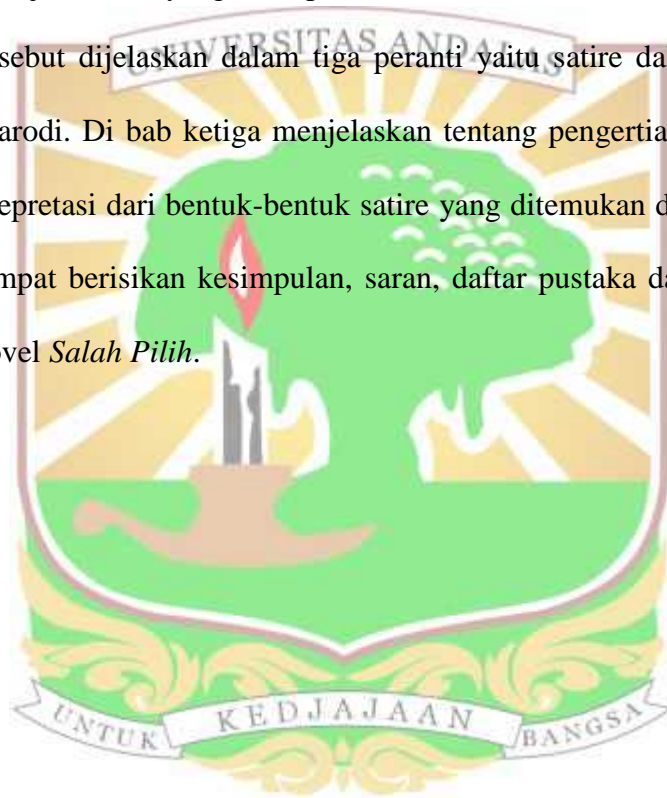 sebut dijelaskan dalam tiga peranti yaitu satire da
UNIVERSITAS ANDALAS
arodi. Di bab ketiga menjelaskan tentang pengertia
epretasi dari bentuk-bentuk satire yang ditemukan d
mpat berisikan kesimpulan, saran, daftar pustaka da
ovel Salah Pilih.
UNTUK KEDJAJAAN BANGSA